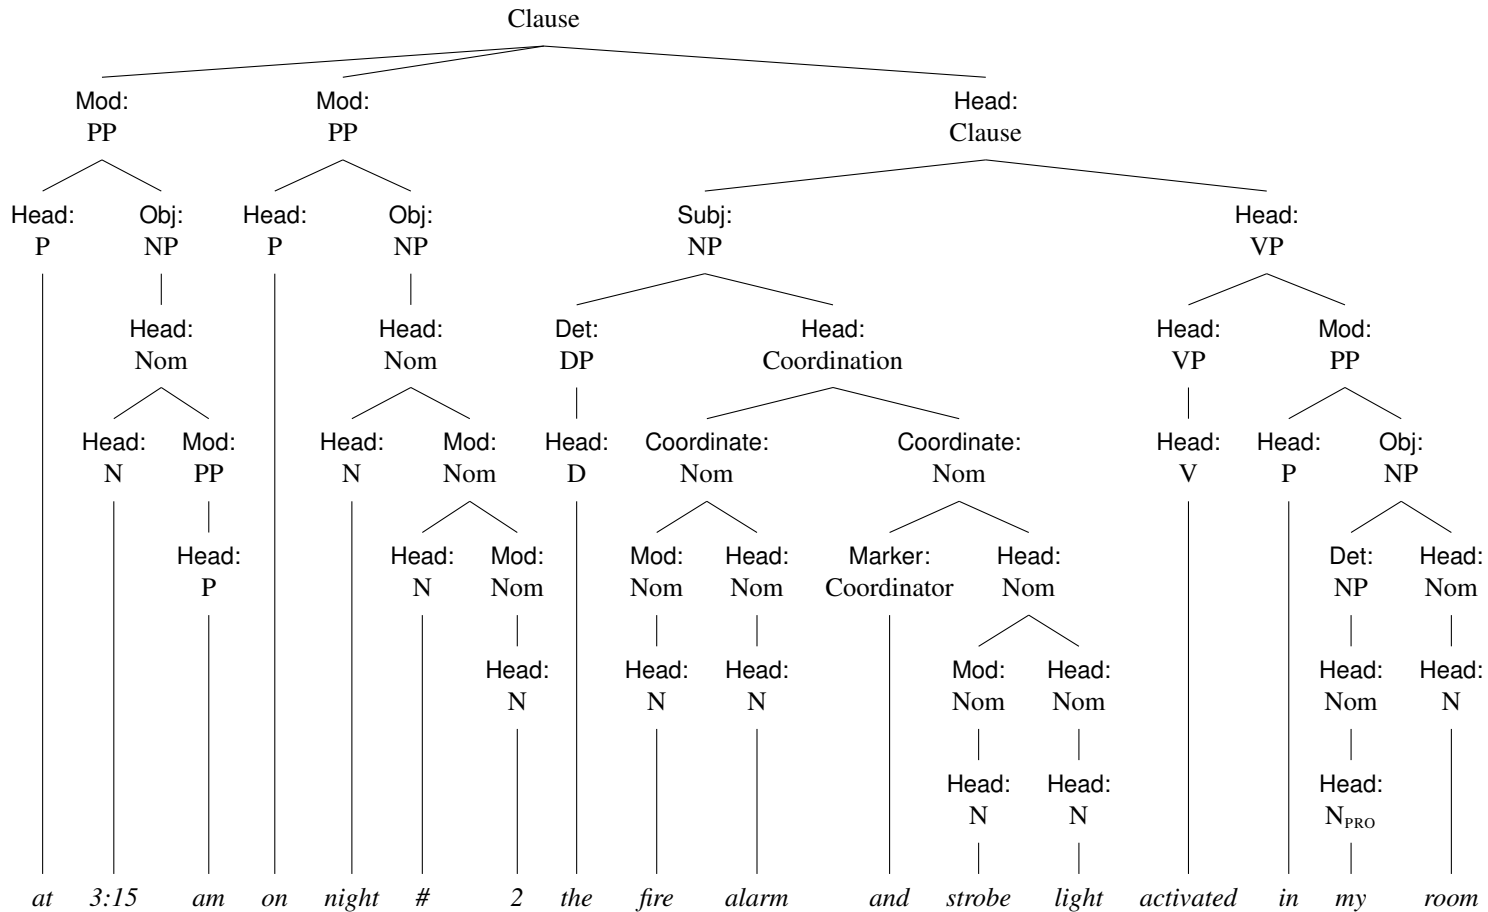 Clause
Mod: Mod: Head:
PP PP Clause
Head: Obj: Head: Obj: Subj: Head:
P NP P NP NP VP
Head: Head: Det: Head: Head: Mod:
Nom Nom DP Coordination VP PP
Head: Mod: Head: Mod: Head: Coordinate: Coordinate: Head: Head: Obj:
N PP N Nom D Nom Nom V P NP
Head: Head: Mod: Mod: Head: Marker: Head: Det: Head:
P N Nom Nom Nom Coordinator Nom NP Nom
Head: Head: Head: Mod: Head: Head: Head:
N N N Nom Nom Nom N
Head: Head: Head:
N N NPRO
at 3:15 am on night # 2 the fire alarm and strobe light activated in my room